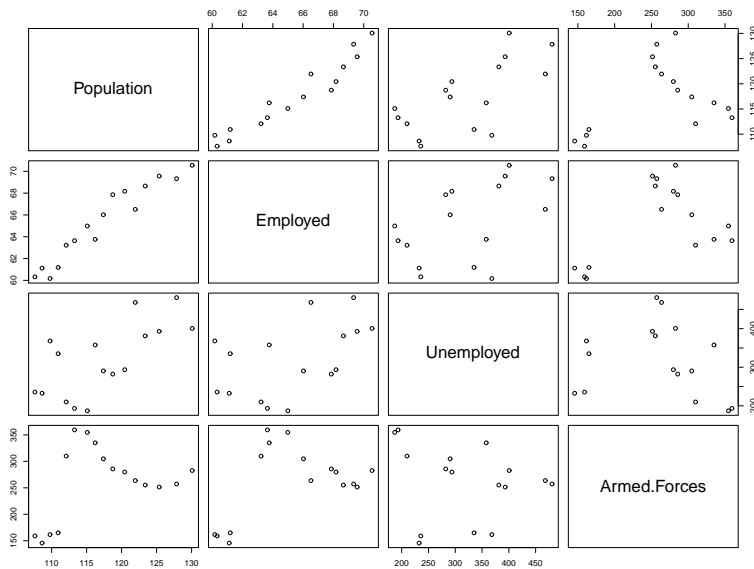 60 62 64 66 68 70
150 250 350
Population
110 115 120 125 130
60 62 64 66 68 70
Employed
Unemployed
200 300 400
150 200 250 300 350
Armed.Forces
110 115 120 125 130
200 250 300 350 400 450